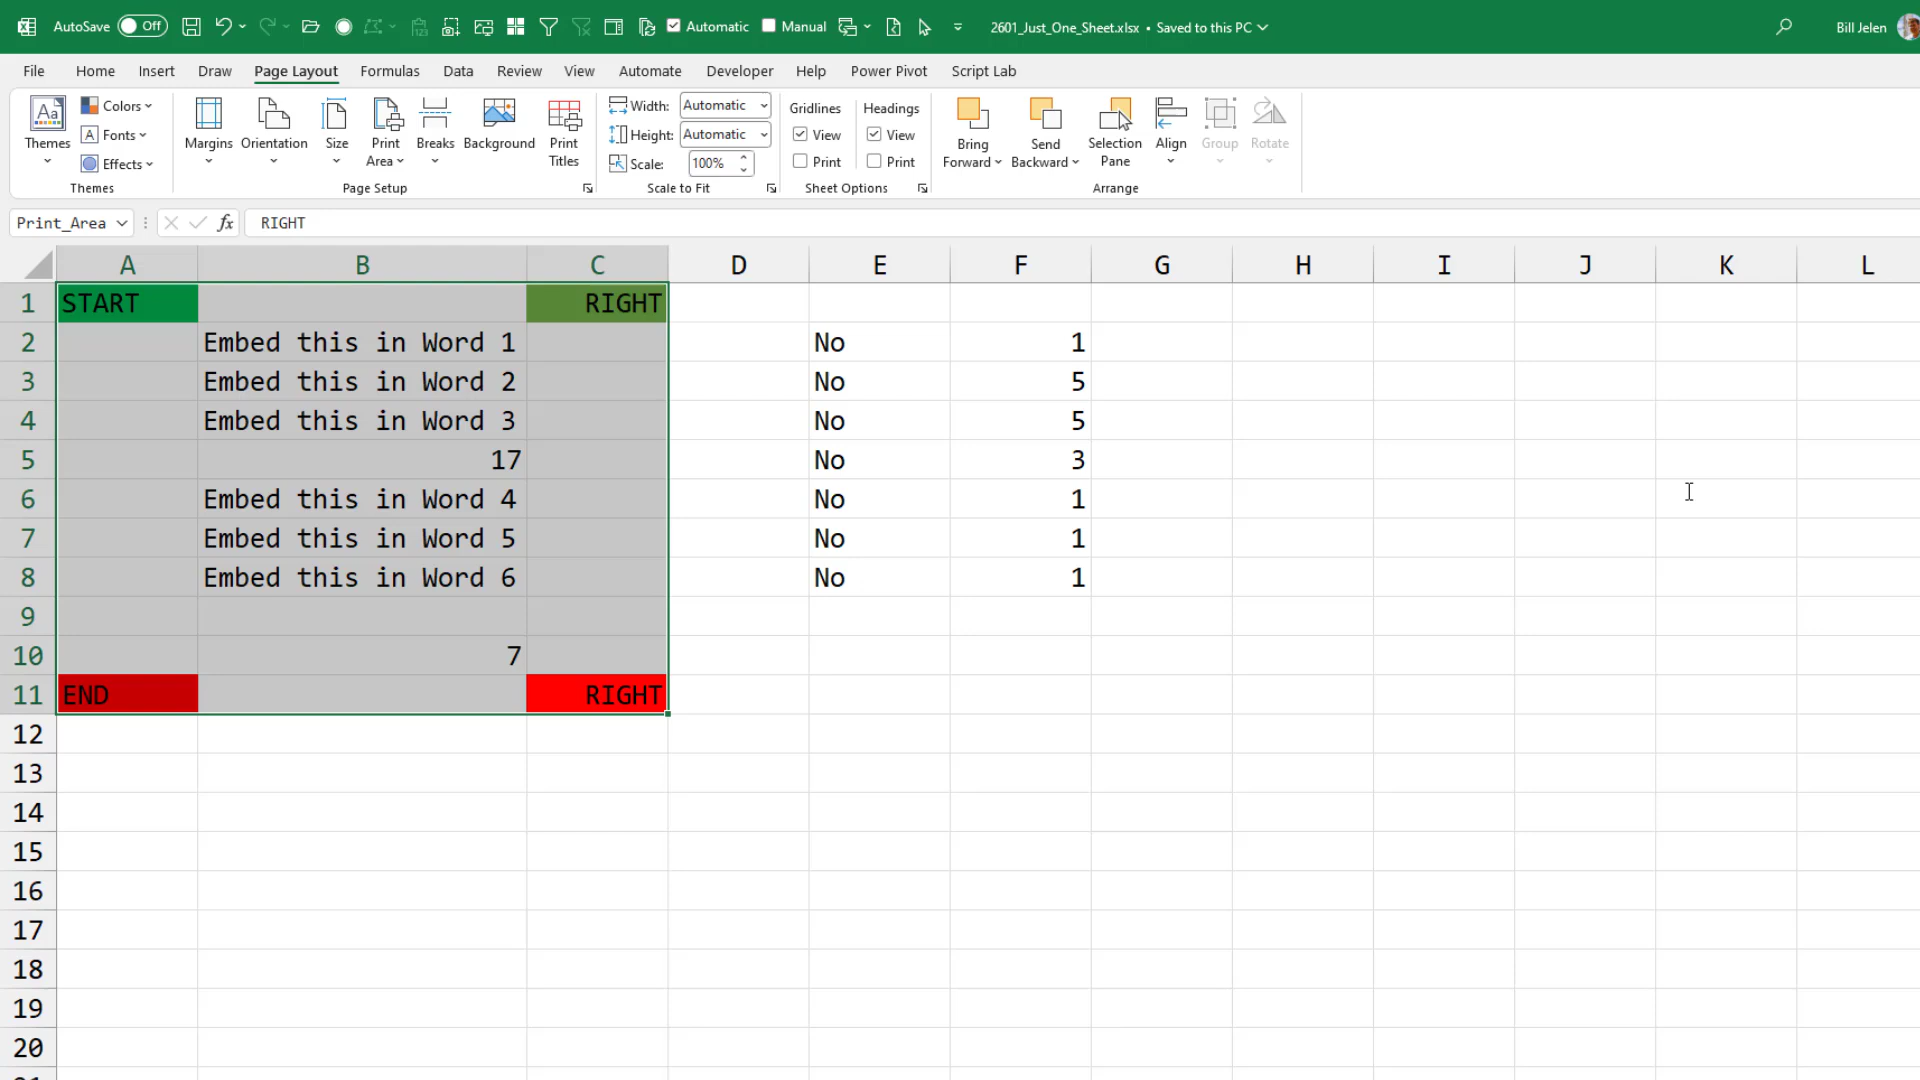 AutoSave Off Automatic Manual 2601_Just_One_Sheet.xlsx • Saved to this PC Bill Jelen
File Home Insert Draw Page Layout Formulas Data Review View Automate Developer Help Power Pivot Script Lab
Aa Themes
Colors
A Fonts
Effects
Themes
Margins
Orientation
Size
Print Area
Breaks
Background
Print Titles
Page Setup
Width: Automatic
Height: Automatic
Scale: 100%
Scale to Fit
Gridlines
View
Print
Headings
View
Print
Sheet Options
Bring Forward
Send Backward
Selection Pane
Align
Group
Rotate
Arrange
Print_Area fx RIGHT
A B C D E F G H I J K L
1 START RIGHT
2 Embed this in Word 1 No 1
3 Embed this in Word 2 No 5
4 Embed this in Word 3 No 5
5 17 No 3
6 Embed this in Word 4 No 1
7 Embed this in Word 5 No 1
8 Embed this in Word 6 No 1
9
10 7
11 END RIGHT
12
13
14
15
16
17
18
19
20